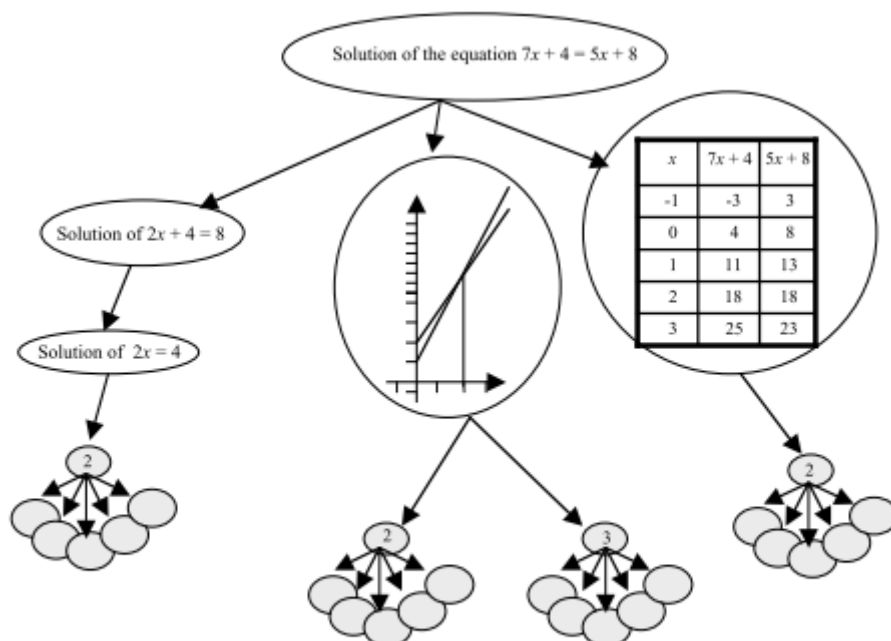 Solution of the equation 7x + 4 = 5x + 8
x 7x + 4 5x + 8
-1 -3 3
0 4 8
1 11 13
2 18 18
3 25 23
Solution of 2x + 4 = 8
Solution of 2x = 4
2
2
3
2